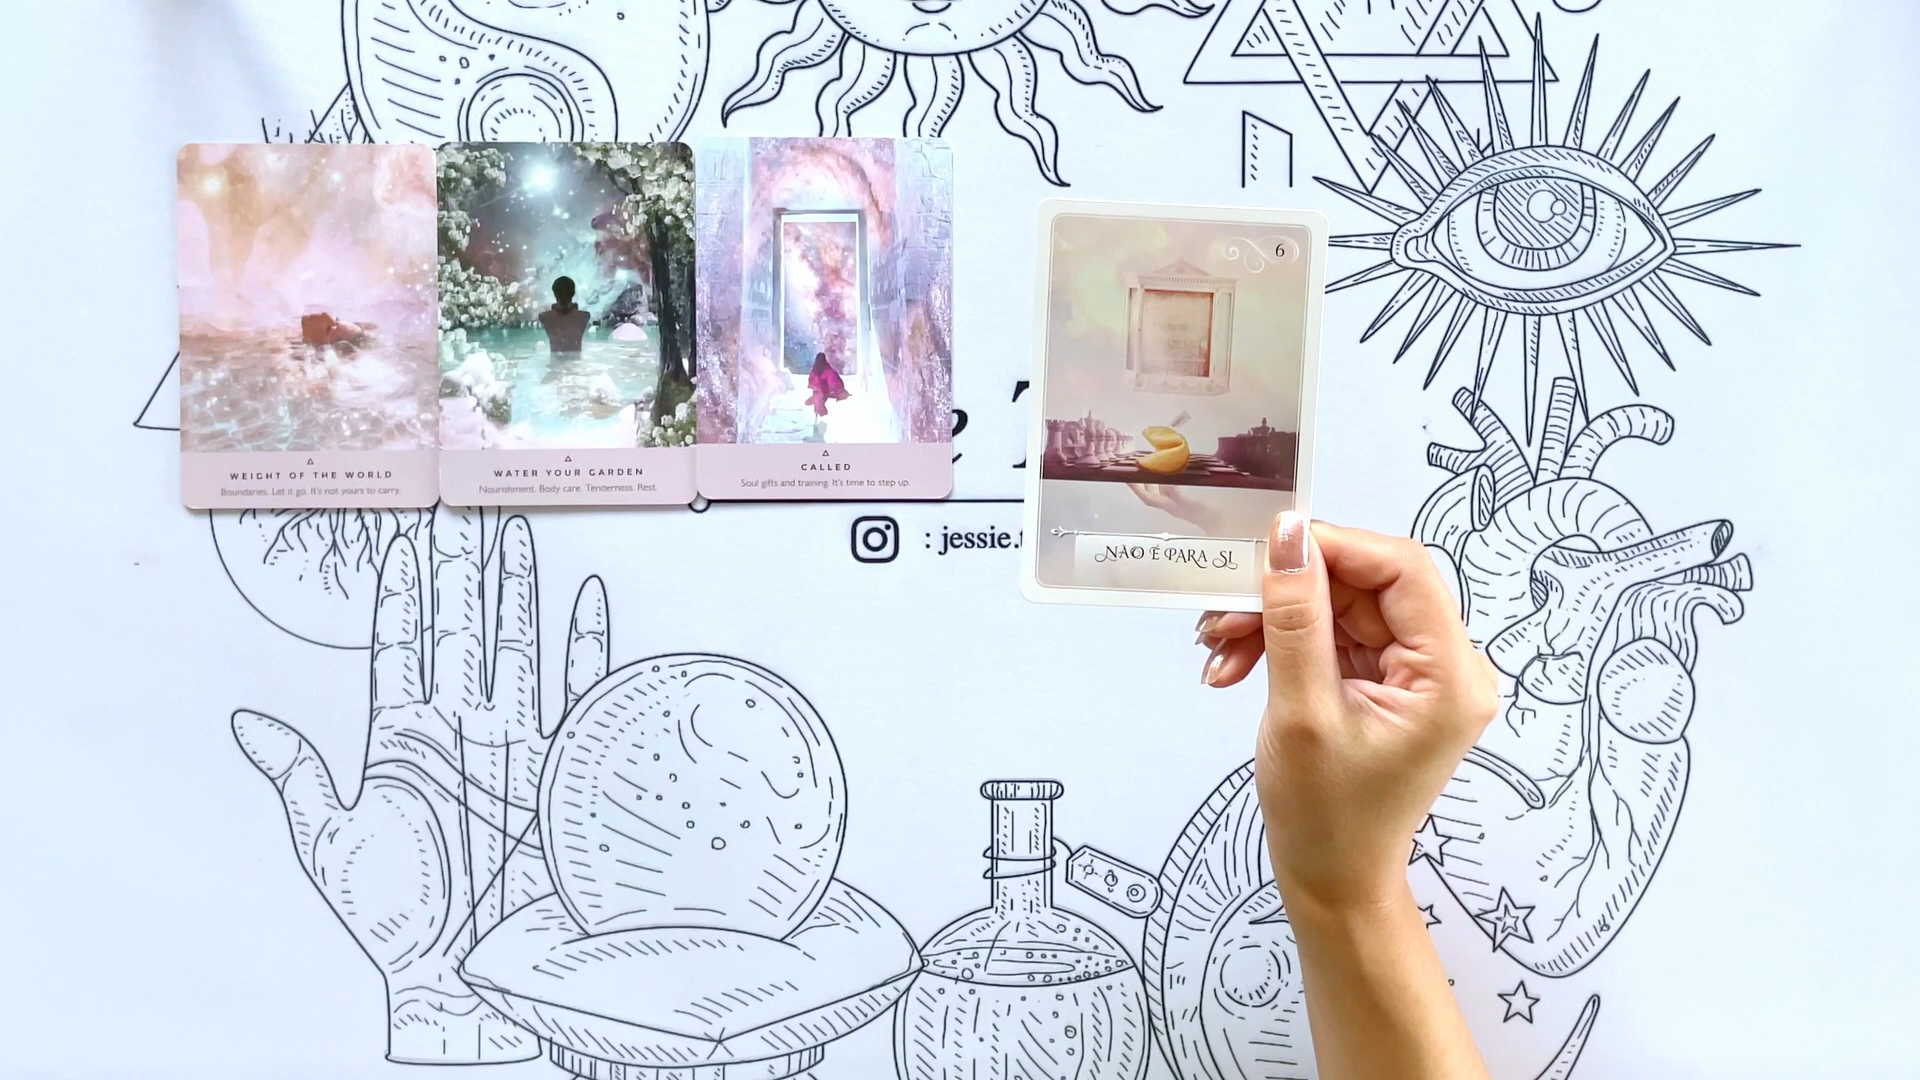 WEIGHT OF THE WORLD
Boundaries. Let it go. It's not yours to carry.
WATER YOUR GARDEN
Nourishment. Body care. Tenderness. Rest.
CALLED
Soul gifts and training. It's time to step up.
6
NÃO É PARA SI
e T
: jessie.t